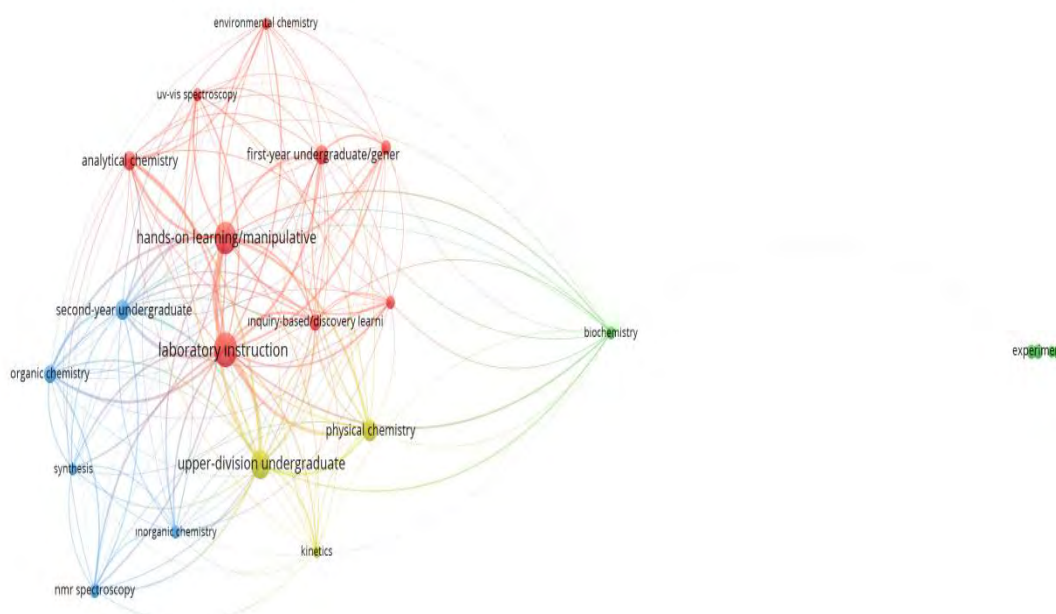 environmental chemistry
uv-vis spectroscopy
analytical chemistry
first-year undergraduate/gener
hands-on learning/manipulative
second-year undergraduate
inquiry-based/discovery learni
biochemistry
laboratory instruction
experimen
organic chemistry
physical chemistry
upper-division undergraduate
synthesis
inorganic chemistry
kinetics
nmr spectroscopy